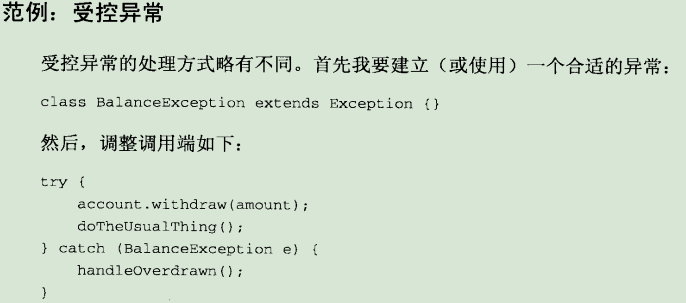 范例：受控异常
受控异常的处理方式略有不同。首先我要建立（或使用）一个合适的异常：
class BalanceException extends Exception {}
然后，调整调用端如下：
try {
    account.withdraw(amount);
    doTheUsualThing();
} catch (BalanceException e) {
    handleOverdrawn();
}